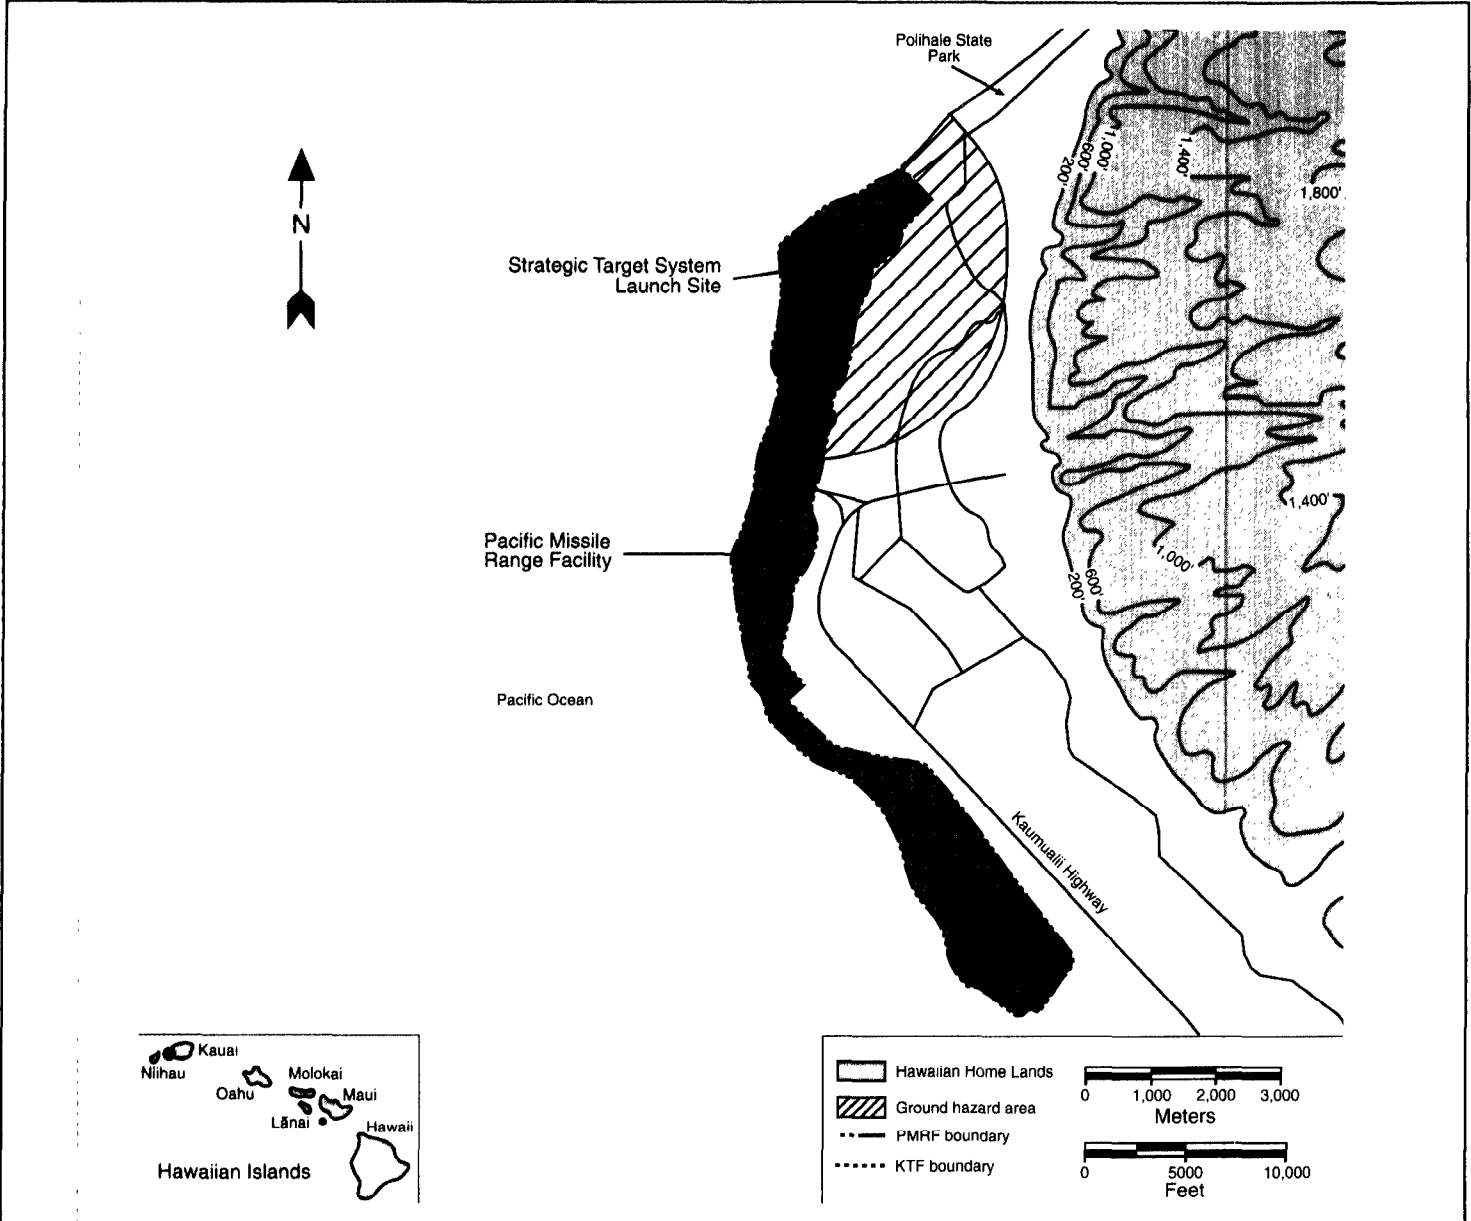 Polihale State
Park
N
200'
600'
1,000'
1,400'
1,800'
Strategic Target System
Launch Site
1,400'
Pacific Missile
Range Facility
1,000'
600'
200'
Pacific Ocean
Kaumualii Highway
Kauai
Niihau
Oahu
Molokai
Maui
Lānai
Hawaii
Hawaiian Islands
Hawaiian Home Lands
Ground hazard area
PMRF boundary
KTF boundary
0 1,000 2,000 3,000
Meters
0 5000 10,000
Feet